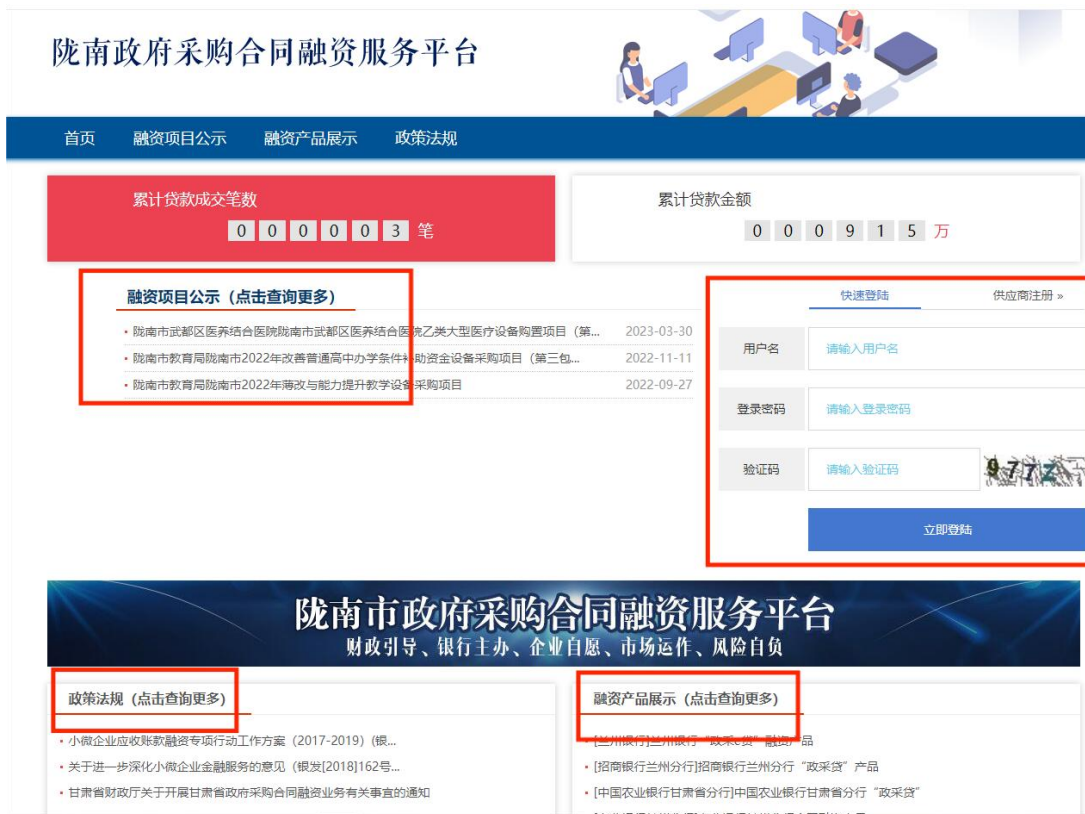 陇南政府采购合同融资服务平台
首页 融资项目公示 融资产品展示 政策法规
累计贷款成交笔数
0 0 0 0 0 3 笔
累计贷款金额
0 0 0 9 1 5 万
融资项目公示（点击查询更多）
• 陇南市武都区医养结合医院陇南市武都区医养结合医院乙类大型医疗设备购置项目（第... 2023-03-30
• 陇南市教育局陇南市2022年改善普通高中办学条件补助资金设备采购项目（第三包... 2022-11-11
• 陇南市教育局陇南市2022年薄改与能力提升教学设备采购项目 2022-09-27
快速登陆 供应商注册 »
用户名 请输入用户名
登录密码 请输入登录密码
验证码 请输入验证码 977Z
立即登陆
陇南市政府采购合同融资服务平台
财政引导、银行主办、企业自愿、市场运作、风险自负
政策法规（点击查询更多）
• 小微企业应收账款融资专项行动工作方案（2017-2019）(银...
• 关于进一步深化小微企业金融服务的意见（银发[2018]162号...
• 甘肃省财政厅关于开展甘肃省政府采购合同融资业务有关事宜的通知
融资产品展示（点击查询更多）
• [兰州银行]兰州银行“政采e贷”融资产品
• [招商银行兰州分行]招商银行兰州分行“政采贷”产品
• [中国农业银行甘肃省分行]中国农业银行甘肃省分行“政采贷”